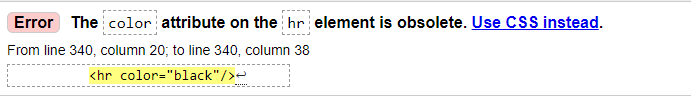 Error The color attribute on the hr element is obsolete. Use CSS instead.
From line 340, column 20; to line 340, column 38
<hr color="black"/>↩